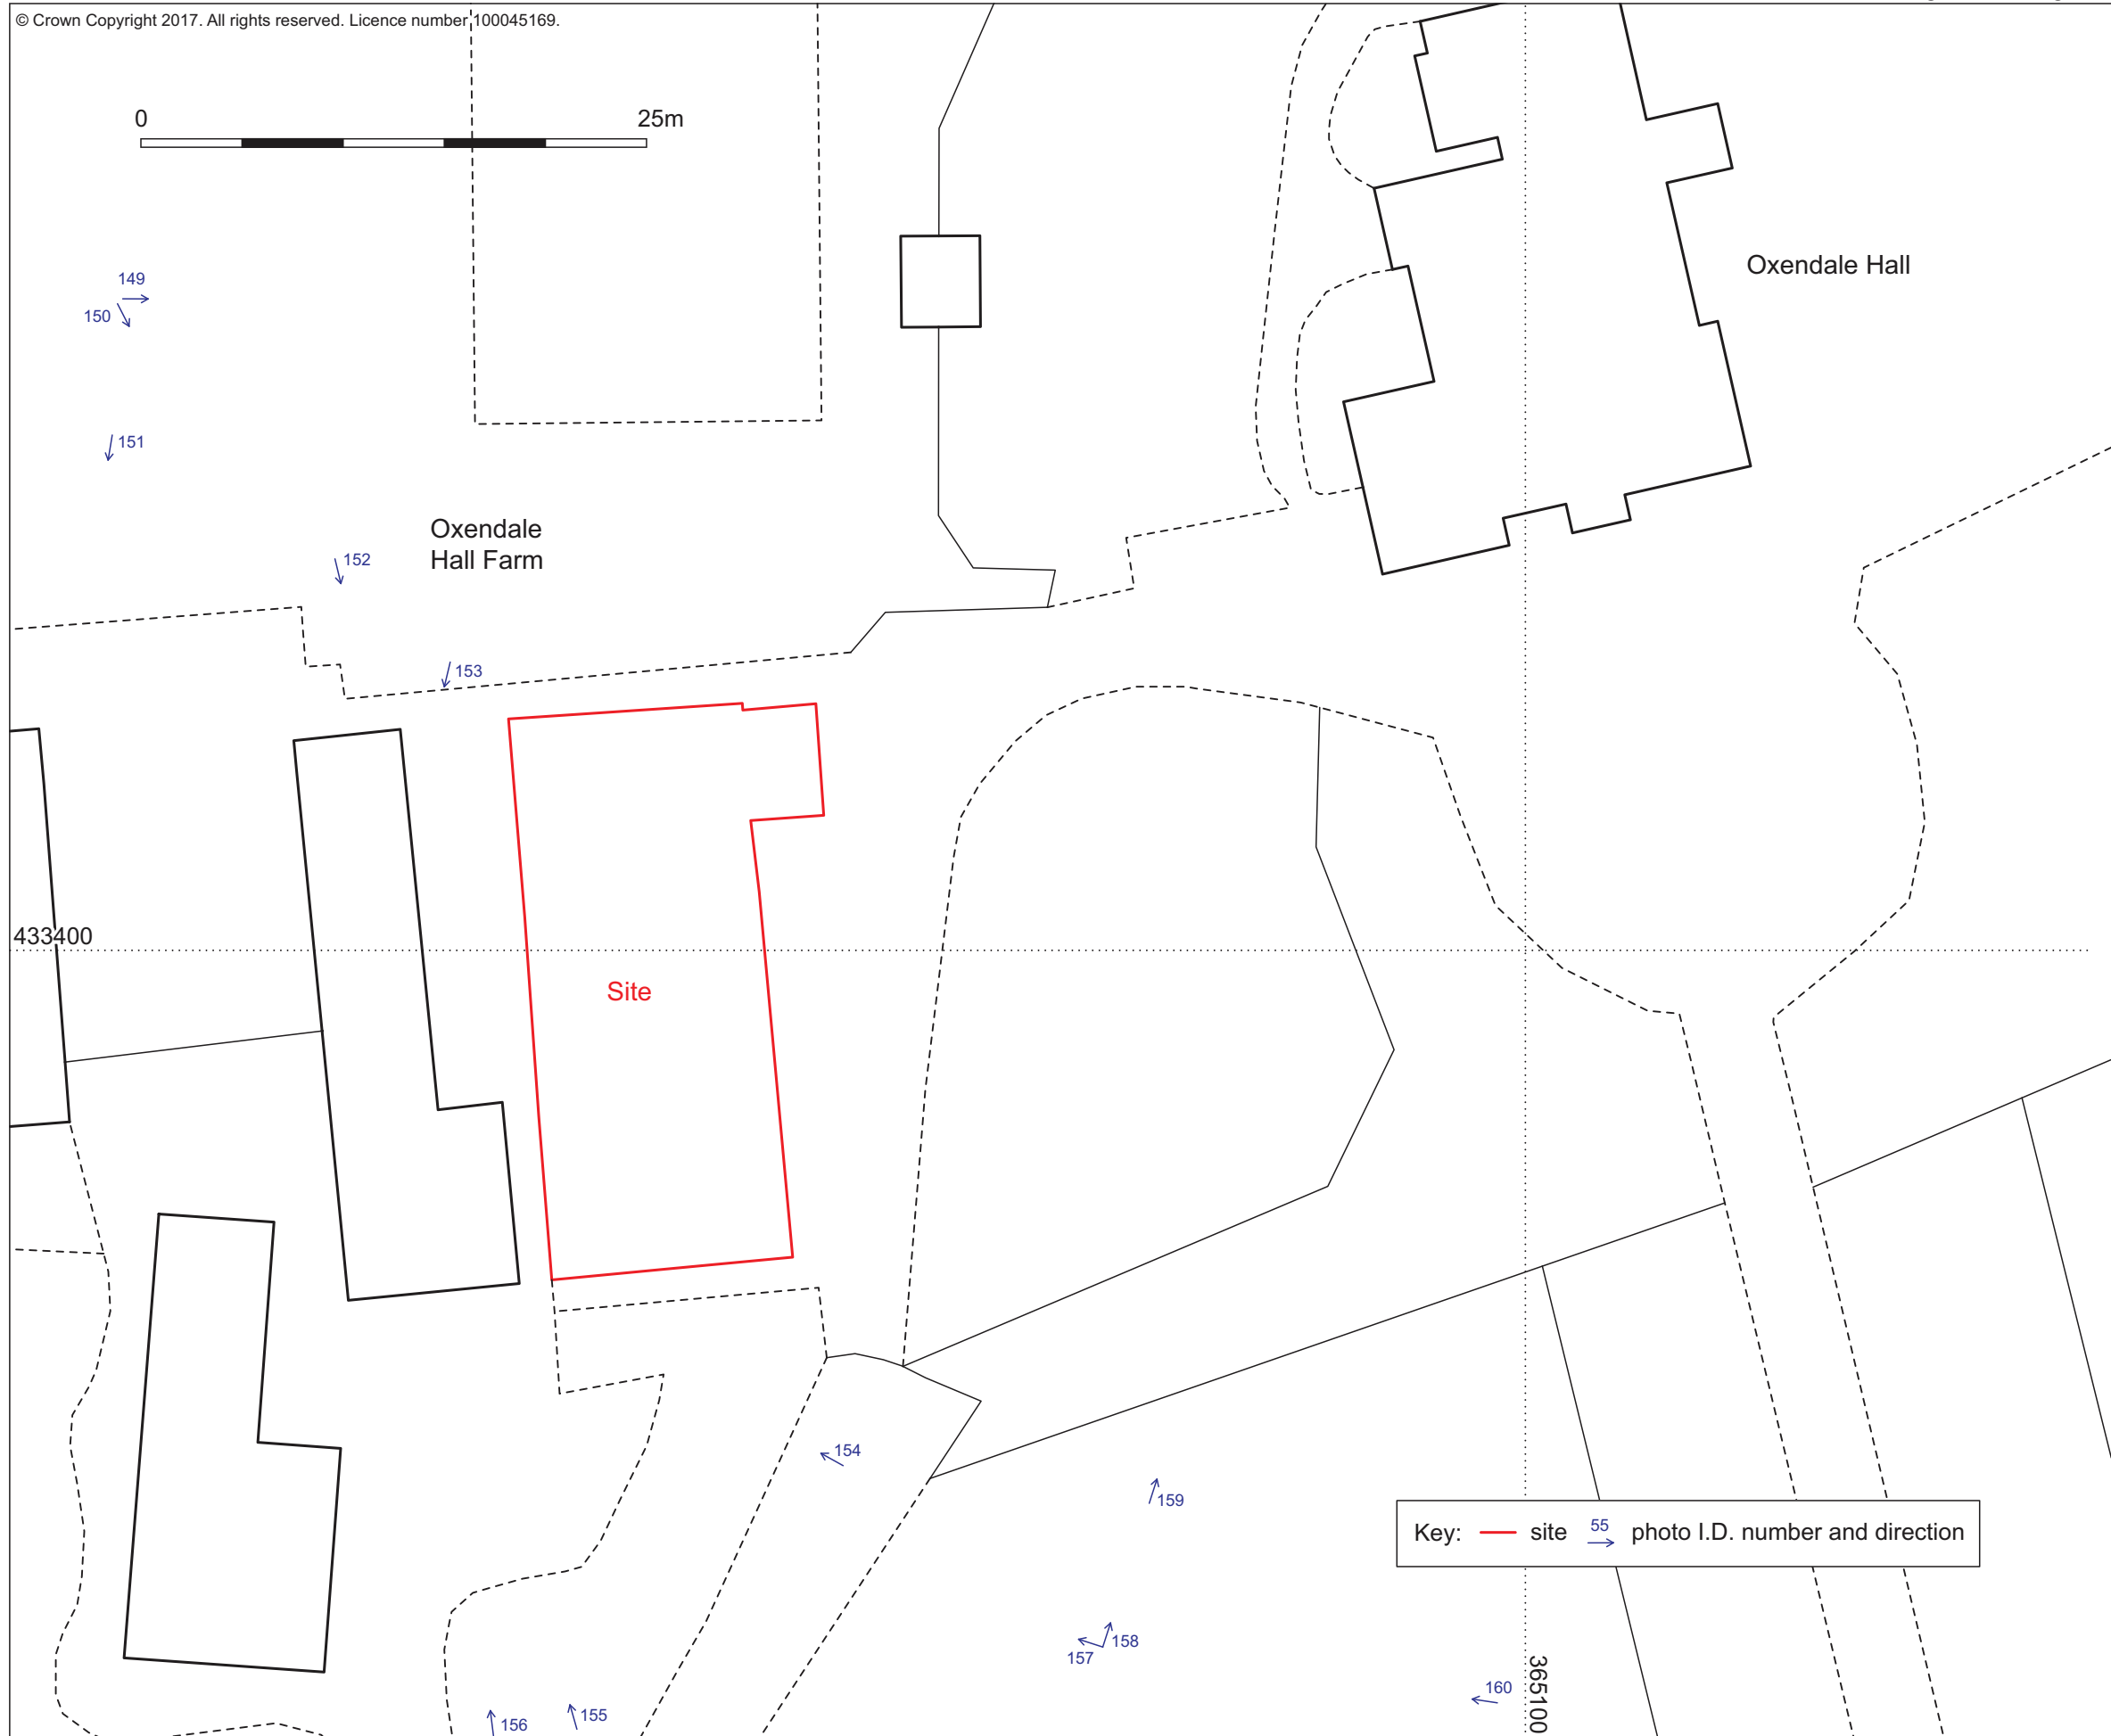 © Crown Copyright 2017. All rights reserved. Licence number 100045169.
0 25m
Oxendale Hall
149
150
151
Oxendale
Hall Farm
152
153
433400
Site
154
159
Key: site 55 photo I.D. number and direction
158
157
160
365100
155
156